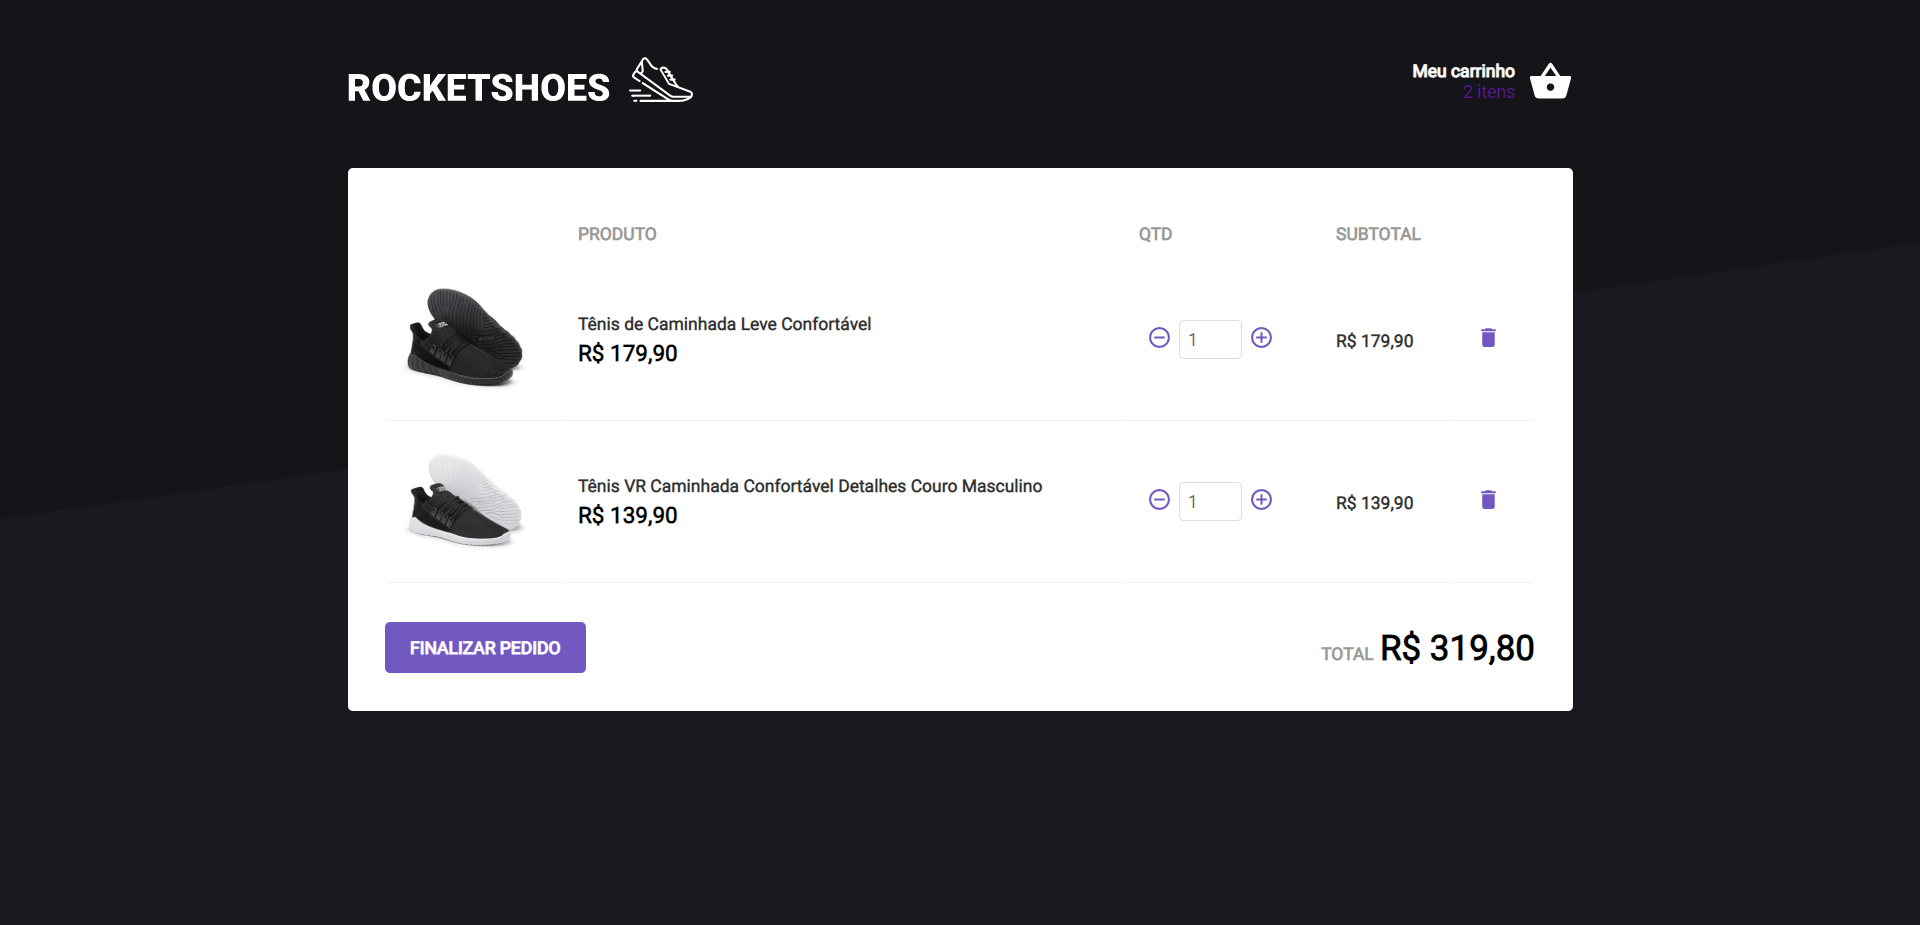 ROCKETSHOES
Meu carrinho
2 itens
PRODUTO QTD SUBTOTAL
Tênis de Caminhada Leve Confortável
R$ 179,90
1
R$ 179,90
Tênis VR Caminhada Confortável Detalhes Couro Masculino
R$ 139,90
1
R$ 139,90
FINALIZAR PEDIDO
TOTAL R$ 319,80